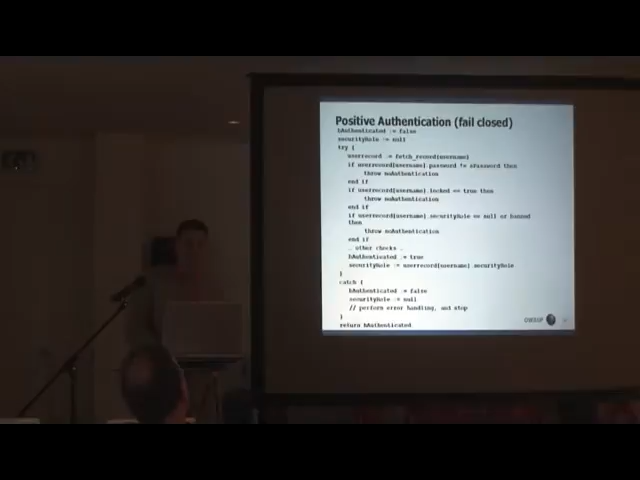 Positive Authentication (fail closed)
bAuthenticated := false
securityRole := null
try {
userrecord := fetch_record[username]
if userrecord[username].password != sPassword then
throw noAuthentication
end if
if userrecord[username].locked == true then
throw noAuthentication
end if
if userrecord[username].securityRole == null or banned
then
throw noAuthentication
end if
… other checks …
bAuthenticated := true
securityRole := userrecord[username].securityRole
}
catch {
bAuthenticated := false
securityRole := null
// perform error handling, and stop
}
return bAuthenticated
OWASP